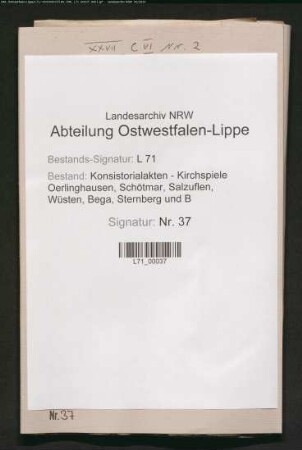 XXVII C VI Nr. 2
Landesarchiv NRW
Abteilung Ostwestfalen-Lippe
Bestands-Signatur: L 71
Bestand: Konsistorialakten - Kirchspiele
Oerlinghausen, Schötmar, Salzuflen,
Wüsten, Bega, Sternberg und B
Signatur: Nr. 37
L71_00037
Nr. 37